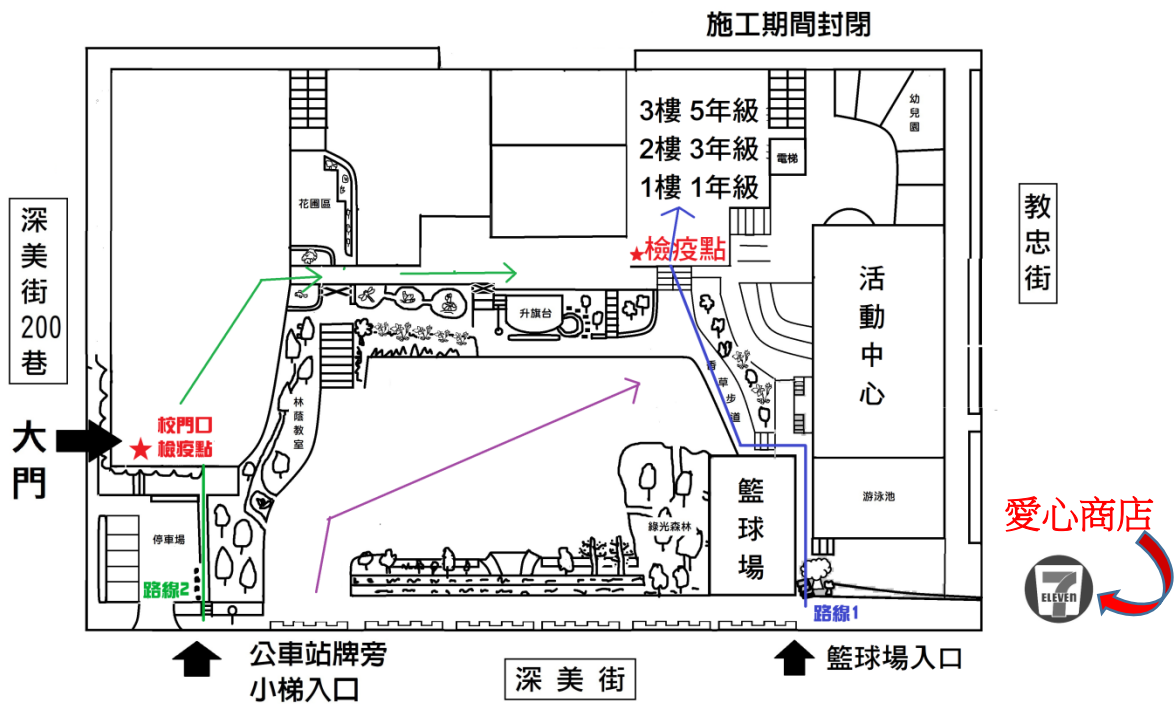 施工期間封閉
3樓 5年級
2樓 3年級
1樓 1年級
電梯
幼兒園
花圃區
深美街200巷
教忠街
檢疫點
升旗台
活動中心
香草步道
林蔭教室
大門
校門口
檢疫點
籃球場
游泳池
綠光森林
停車場
愛心商店
7
ELEVEN
路線2
路線1
公車站牌旁
小梯入口
深美街
籃球場入口